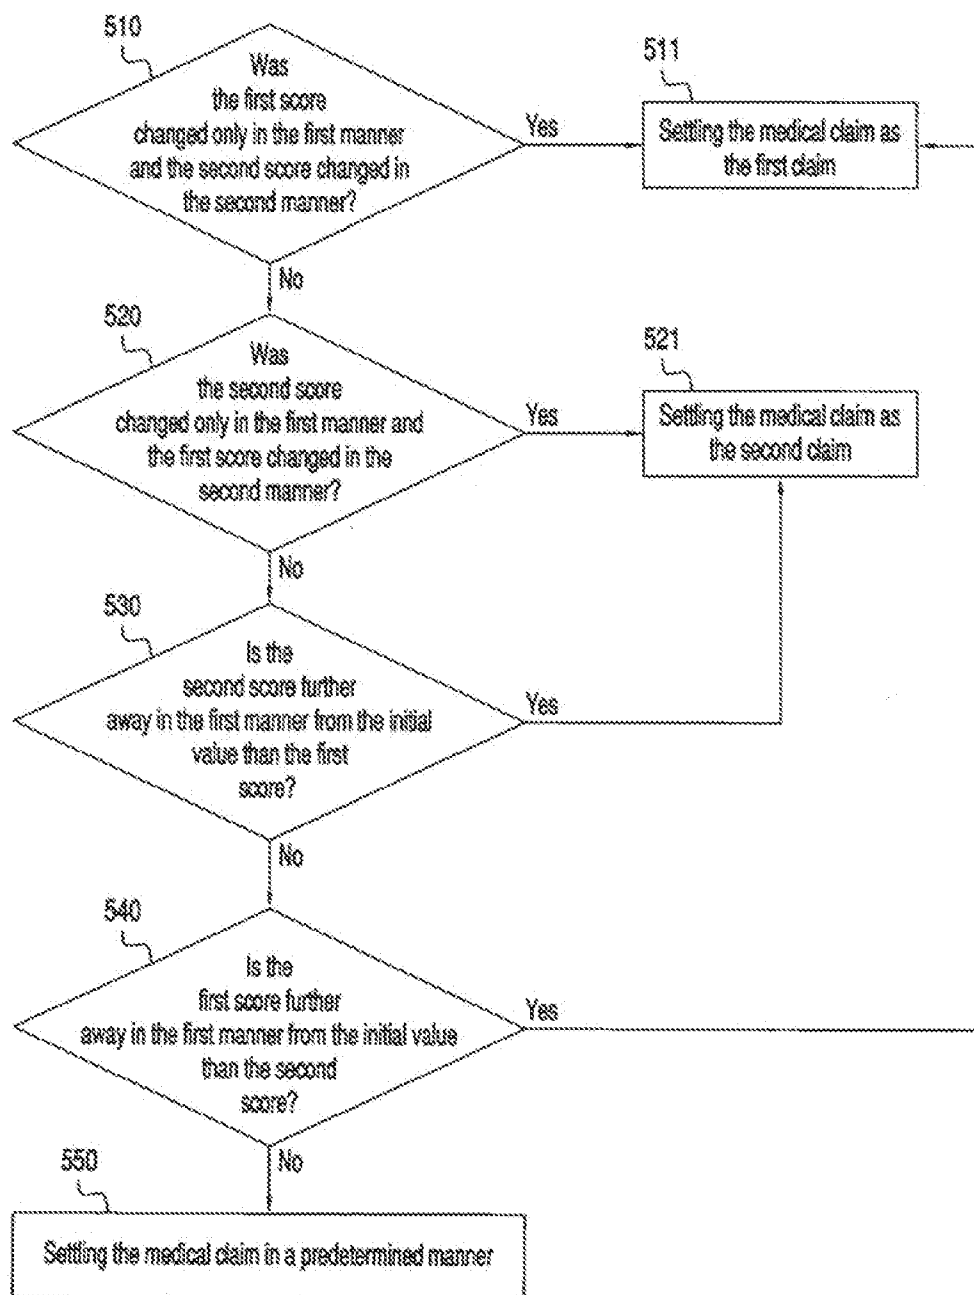 510
Was
the first score
changed only in the first manner
and the second score changed in
the second manner?
Yes
511
Settling the medical claim as
the first claim
No
520
Was
the second score
changed only in the first manner and
the first score changed in the
second manner?
Yes
521
Settling the medical claim as
the second claim
No
530
Is the
second score further
away in the first manner from the initial
value than the first
score?
Yes
No
540
Is the
first score further
away in the first manner from the initial value
than the second
score?
Yes
No
550
Settling the medical claim in a predetermined manner